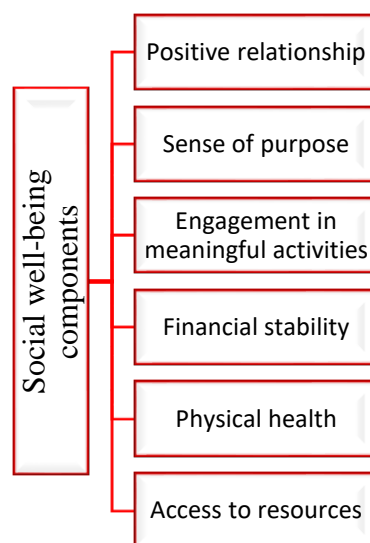 Social well-being
components
Positive relationship
Sense of purpose
Engagement in
meaningful activities
Financial stability
Physical health
Access to resources